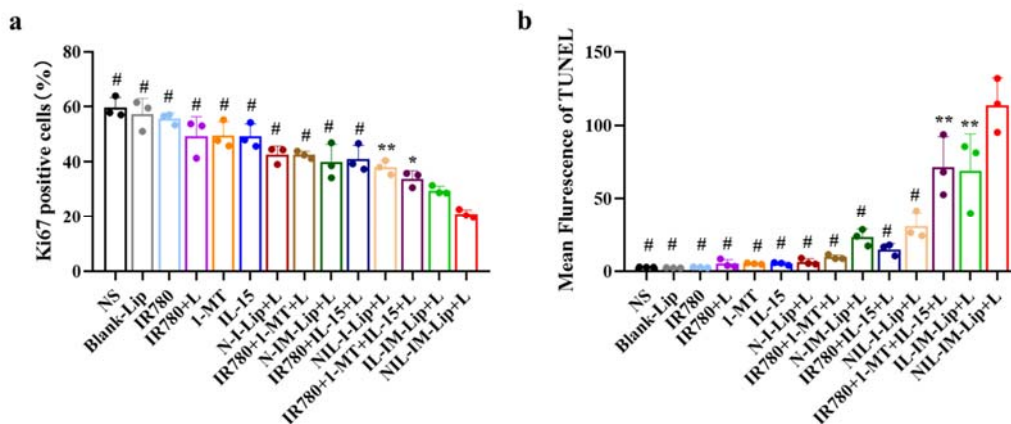 a
Ki67 positive cells (%)
80
60
40
20
0
# # # # # # # # # # ** *
NS
Blank-Lip
IR780
IR780+L
1-MT
IL-15
N-I-Lip+L
IR780+1-MT+L
N-IM-Lip+L
IR780+IL-15+L
NIL-I-Lip+L
IR780+1-MT+IL-15+L
IL-IM-Lip+L
NIL-IM-Lip+L
b
Mean Flurescence of TUNEL
150
100
50
0
# # # # # # # # # # # ** **
NS
Blank-Lip
IR780
IR780+L
1-MT
IL-15
N-I-Lip+L
IR780+1-MT+L
N-IM-Lip+L
IR780+IL-15+L
NIL-I-Lip+L
IR780+1-MT+IL-15+L
IL-IM-Lip+L
NIL-IM-Lip+L